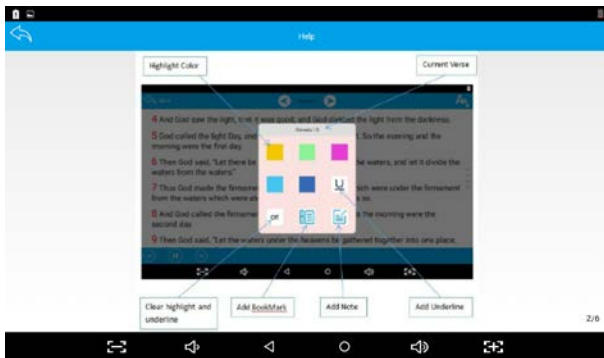 Help
Highlight Color
Current Verse
4 And God saw the light, that it was good; and God divided the light from the darkness.
5 God called the light Day, and . So the evening and the
morning were the first day.
6 Then God said, "Let there be the waters, and let it divide the
waters from the waters."
7 Thus God made the firmament which were under the firmament
from the waters which were so.
8 And God called the firmament the morning were the
second day.
9 Then God said, "Let the waters under the heavens be gathered together into one place,
U
Off
Clear highlight and
underline
Add BookMark
Add Note
Add Underline
2/6